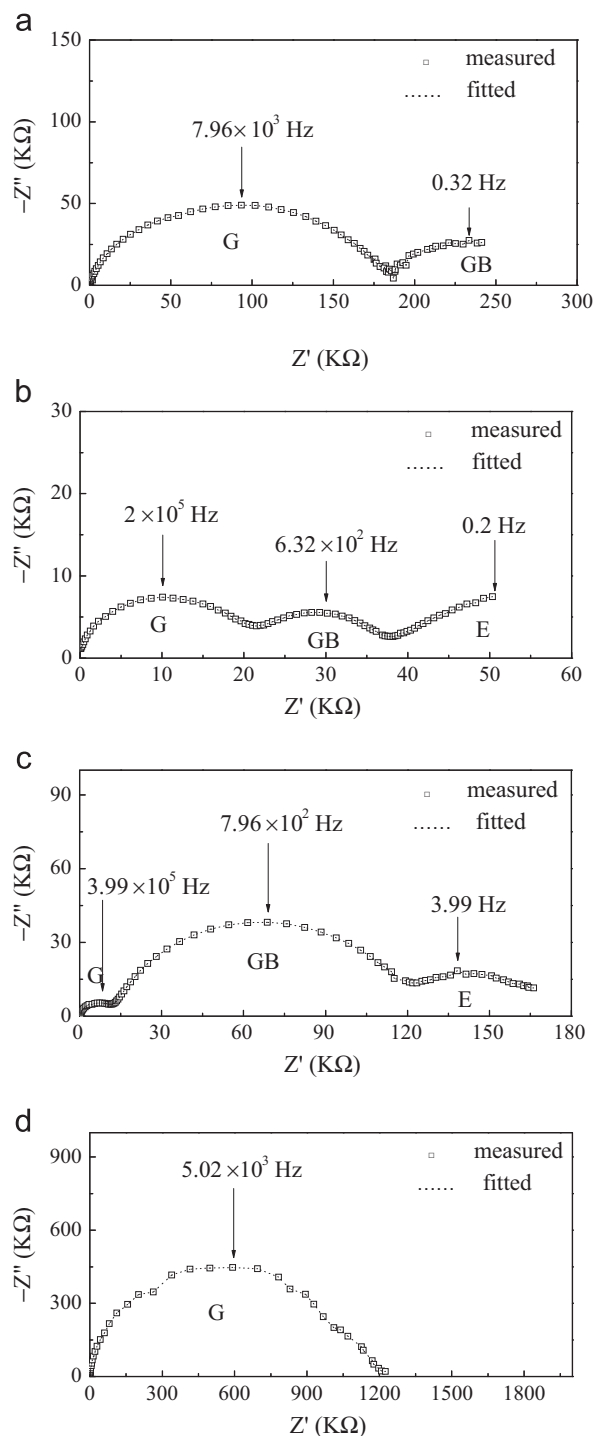 a
150
measured
fitted
7.96× 10³ Hz
100
–Z" (KΩ)
0.32 Hz
50
G
GB
0
0 50 100 150 200 250 300
Z' (KΩ)
b
30
measured
fitted
20
–Z" (KΩ)
2 ×10⁵ Hz
6.32 ×10² Hz
0.2 Hz
10
G
GB
E
0
0 10 20 30 40 50 60
Z' (KΩ)
c
90
measured
7.96 ×10² Hz
fitted
–Z" (KΩ)
60
3.99 ×10⁵ Hz
3.99 Hz
30
G
GB
E
0
0 30 60 90 120 150 180
Z' (KΩ)
d
900
measured
5.02 ×10³ Hz
fitted
–Z" (KΩ)
600
300
G
0
0 300 600 900 1200 1500 1800
Z' (KΩ)